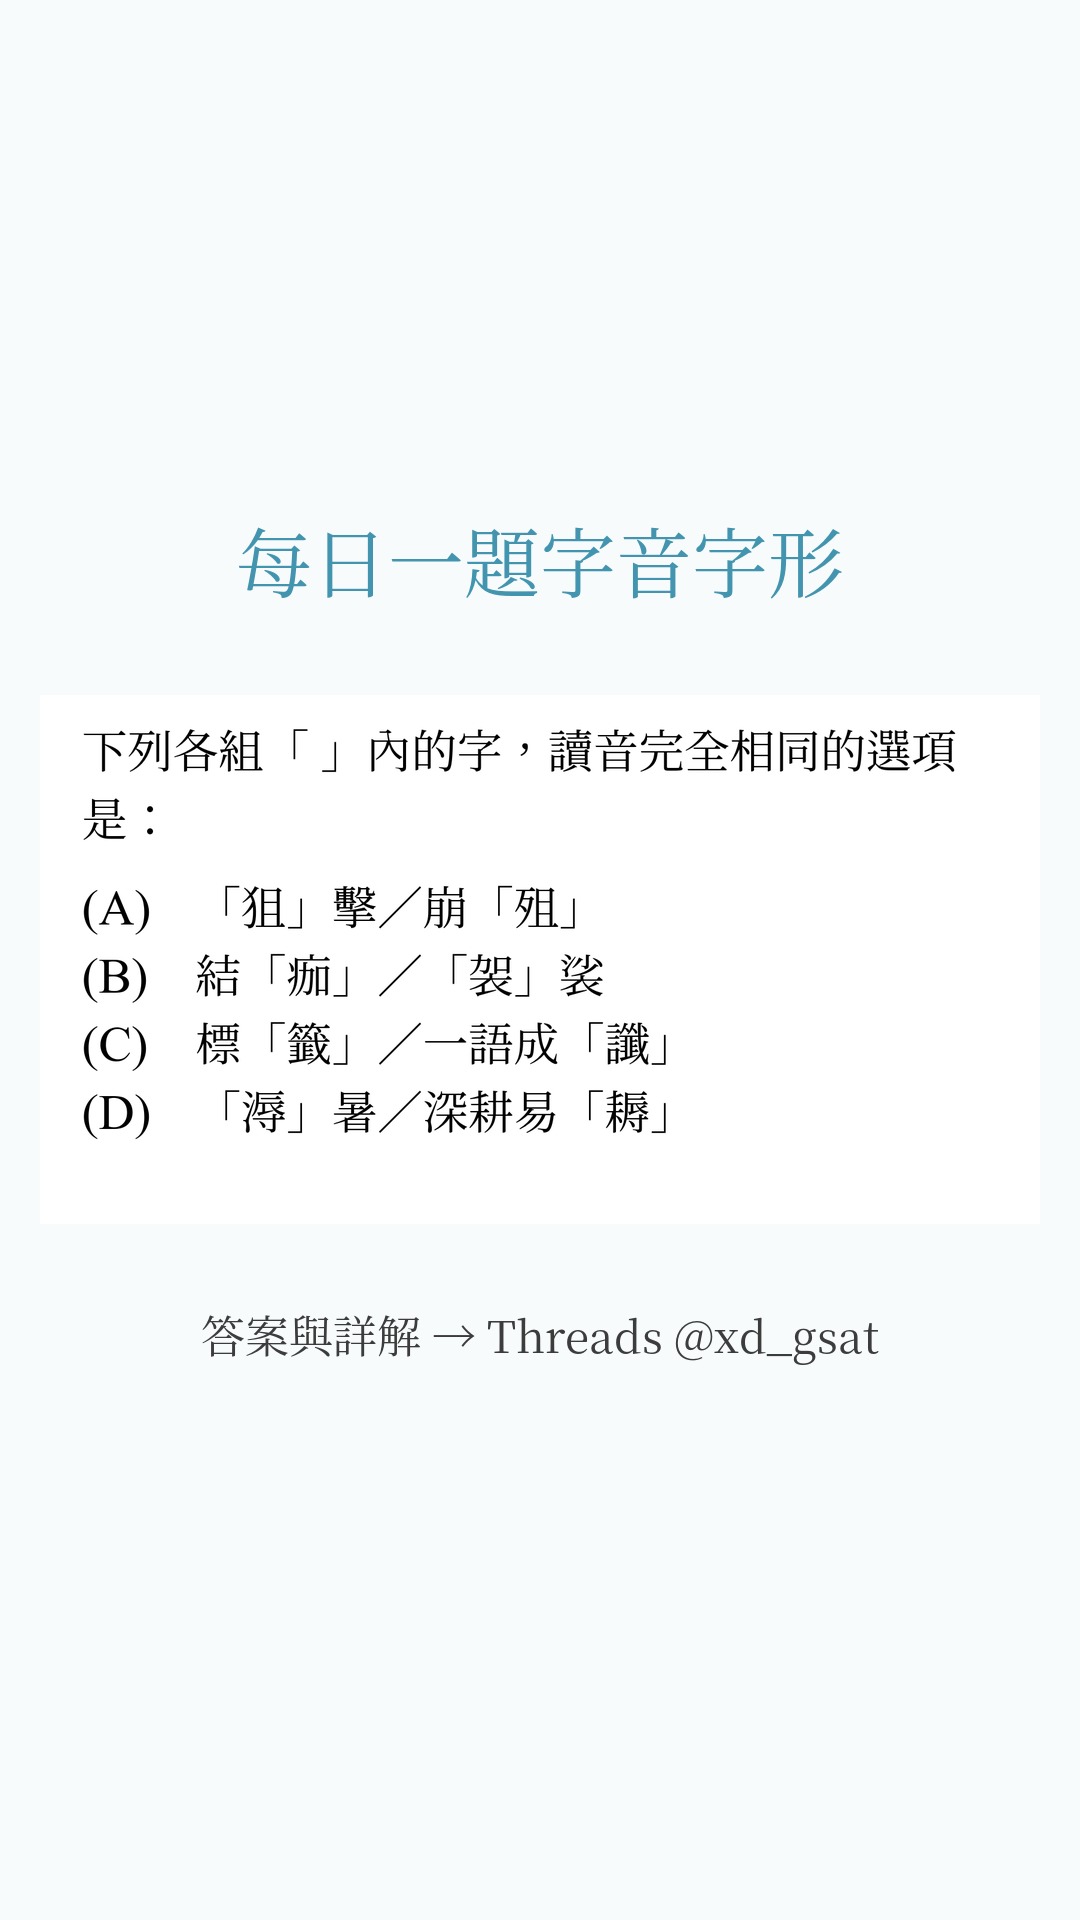 每日一題字音字形
下列各組「 」內的字，讀音完全相同的選項
是：
(A) 「狙」擊／崩「殂」
(B) 結「痂」／「袈」裟
(C) 標「籤」／一語成「讖」
(D) 「溽」暑／深耕易「耨」
答案與詳解 → Threads @xd_gsat